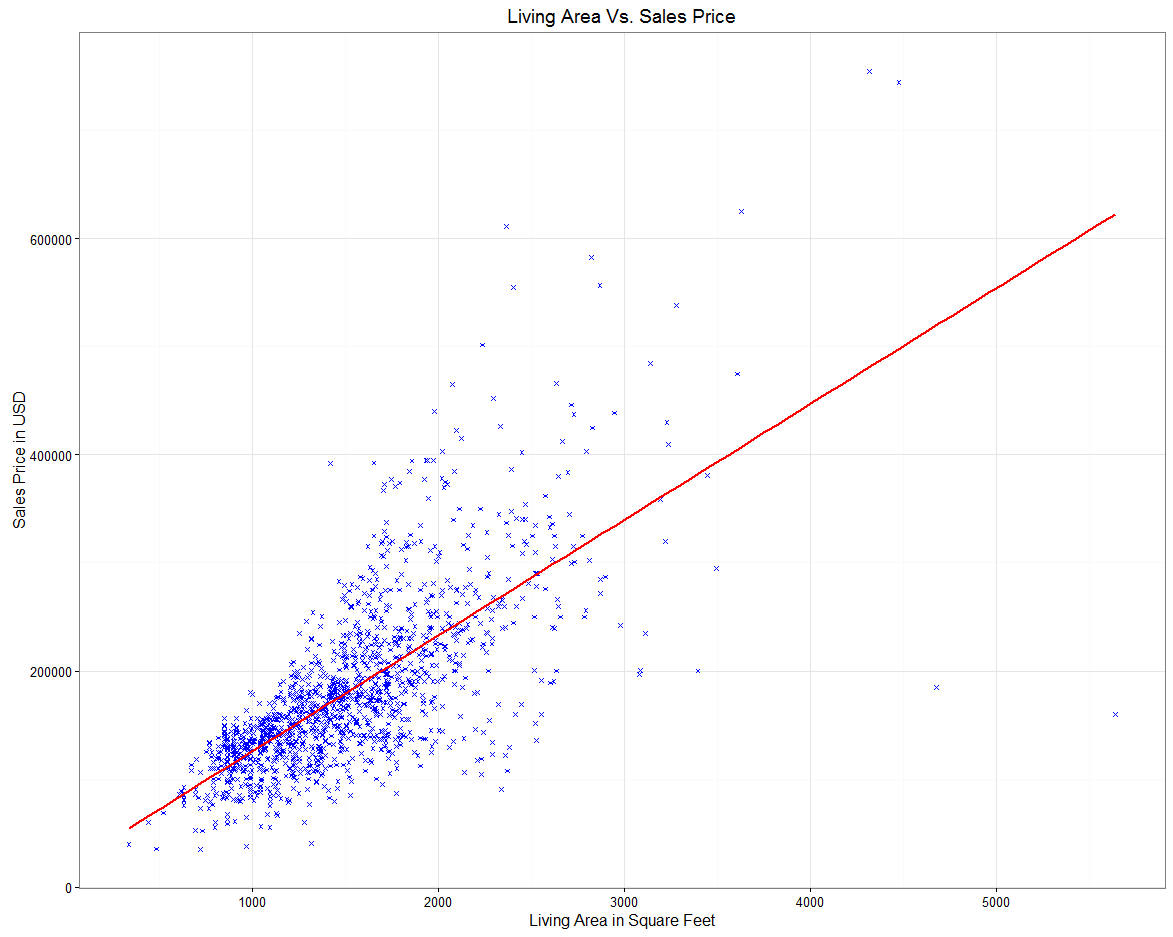 Living Area Vs. Sales Price
Sales Price in USD
600000
400000
200000
0
1000 2000 3000 4000 5000
Living Area in Square Feet